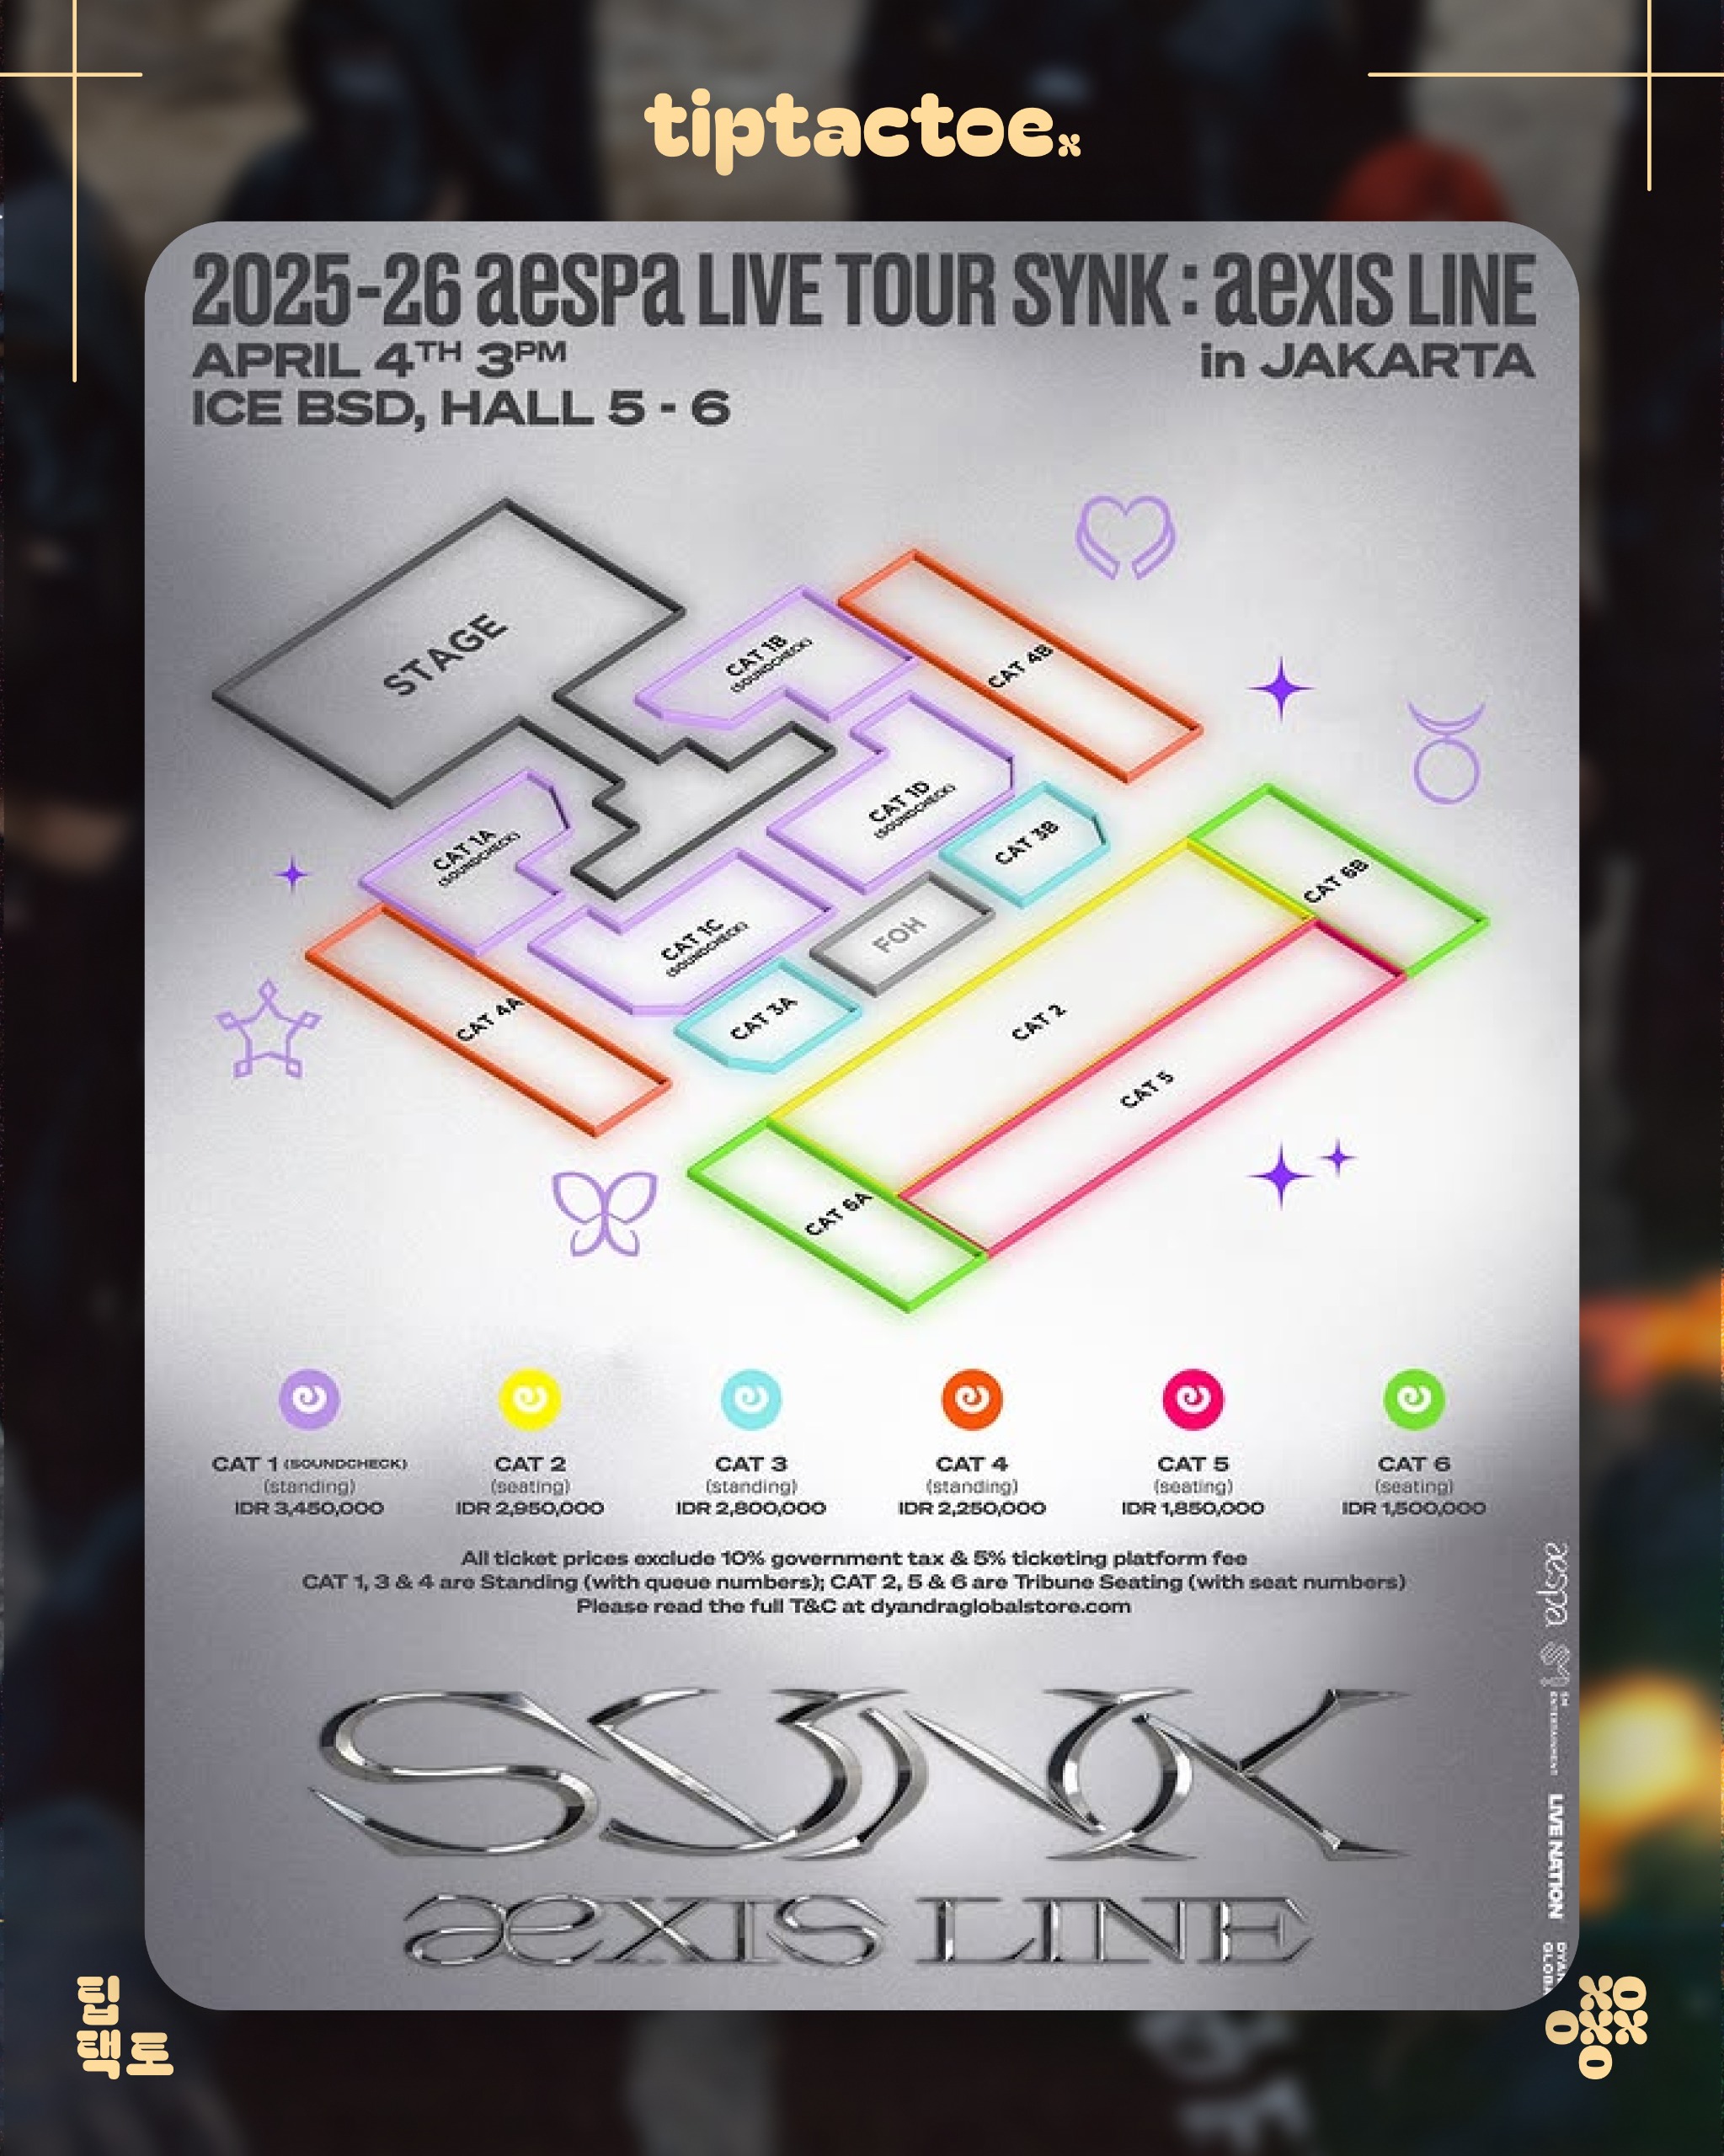 tiptactoe.x
2025-26 aespa LIVE TOUR SYNK : aeXIS LINE
APRIL 4TH 3PM
in JAKARTA
ICE BSD, HALL 5 - 6
STAGE
CAT 1B
(SOUNDCHECK)
CAT 4B
CAT 1D
(SOUNDCHECK)
CAT 1A
(SOUNDCHECK)
CAT 3B
CAT 6B
CAT 1C
(SOUNDCHECK)
FOH
CAT 4A
CAT 3A
CAT 2
CAT 5
CAT 6A
CAT 1 (SOUNDCHECK)
(standing)
IDR 3,450,000
CAT 2
(seating)
IDR 2,950,000
CAT 3
(standing)
IDR 2,800,000
CAT 4
(standing)
IDR 2,250,000
CAT 5
(seating)
IDR 1,850,000
CAT 6
(seating)
IDR 1,500,000
All ticket prices exclude 10% government tax & 5% ticketing platform fee
CAT 1, 3 & 4 are Standing (with queue numbers); CAT 2, 5 & 6 are Tribune Seating (with seat numbers)
Please read the full T&C at dyandraglobalstore.com
SYNK
aeXIS LINE
aespa
SM
ENTERTAINMENT
LIVE NATION
팁
택토